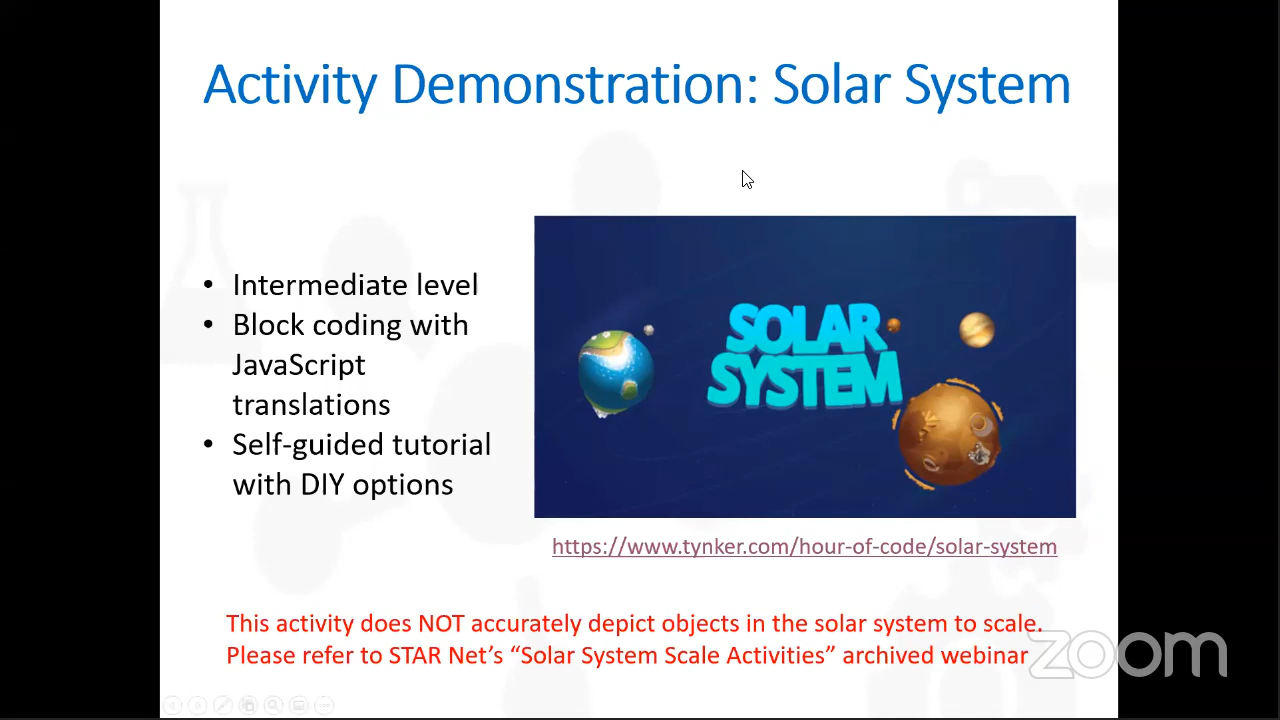 Activity Demonstration: Solar System
• Intermediate level
• Block coding with
JavaScript
translations
• Self-guided tutorial
with DIY options
SOLAR
SYSTEM
https://www.tynker.com/hour-of-code/solar-system
This activity does NOT accurately depict objects in the solar system to scale.
Please refer to STAR Net’s “Solar System Scale Activities” archived webinar
zoom